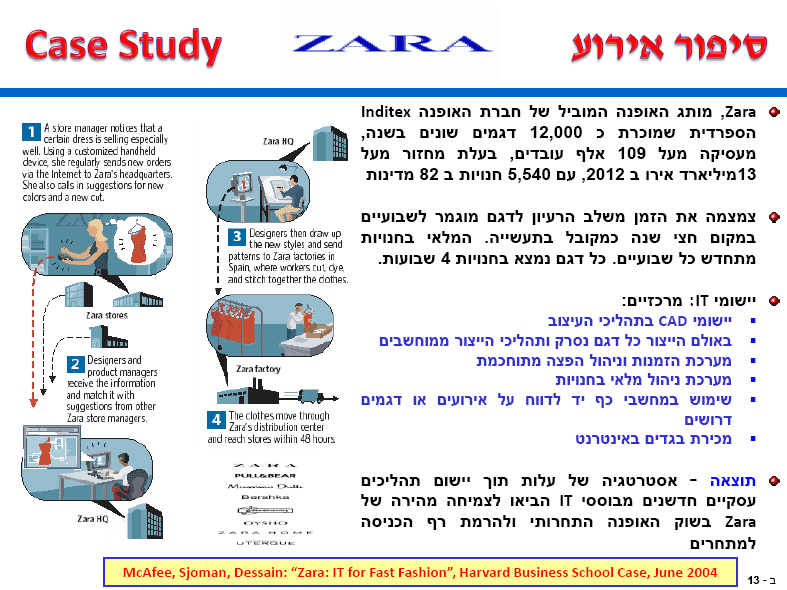 Case Study
ZARA
סיפור אירוע
1 A store manager notices that a
certain dress is selling especially
well. Using a customized handheld
device, she regularly sends new orders
via the Internet to Zara's headquarters.
She also calls in suggestions for new
colors and a new cut.
Zara stores
2 Designers and
product managers
receive the information
and match it with
suggestions from other
Zara store managers.
Zara HQ
Zara HQ
3 Designers then draw up
the new styles and send
patterns to Zara factories in
Spain, where workers cut, dye,
and stitch together the clothes.
Zara factory
4 The clothes move through
Zara's distribution center
and reach stores within 48 hours.
ZARA
PULL&BEAR
Massimo Dutti
Bershka
OYSHO
ZARA HOME
UTERQUE
Zara, מותג האופנה המוביל של חברת האופנה Inditex
הספרדית שמוכרת כ 12,000 דגמים שונים בשנה,
מעסיקה מעל 109 אלף עובדים, בעלת מחזור מעל
13מיליארד אירו ב 2012, עם 5,540 חנויות ב 82 מדינות
צמצמה את הזמן משלב הרעיון לדגם מוגמר לשבועיים
במקום חצי שנה כמקובל בתעשייה. המלאי בחנויות
מתחדש כל שבועיים. כל דגם נמצא בחנויות 4 שבועות.
יישומי IT: מרכזיים:
יישומי CAD בתהליכי העיצוב
באולם הייצור כל דגם נסרק ותהליכי הייצור ממוחשבים
מערכת הזמנות וניהול הפצה מתוחכמת
מערכת ניהול מלאי בחנויות
שימוש במחשבי כף יד לדווח על אירועים או דגמים
דרושים
מכירת בגדים באינטרנט
תוצאה – אסטרטגיה של עלות תוך יישום תהליכים
עסקיים חדשנים מבוססי IT הביאו לצמיחה מהירה של
Zara בשוק האופנה התחרותי ולהרמת רף הכניסה
למתחרים
McAfee, Sjoman, Dessain: “Zara: IT for Fast Fashion”, Harvard Business School Case, June 2004
ב - 13